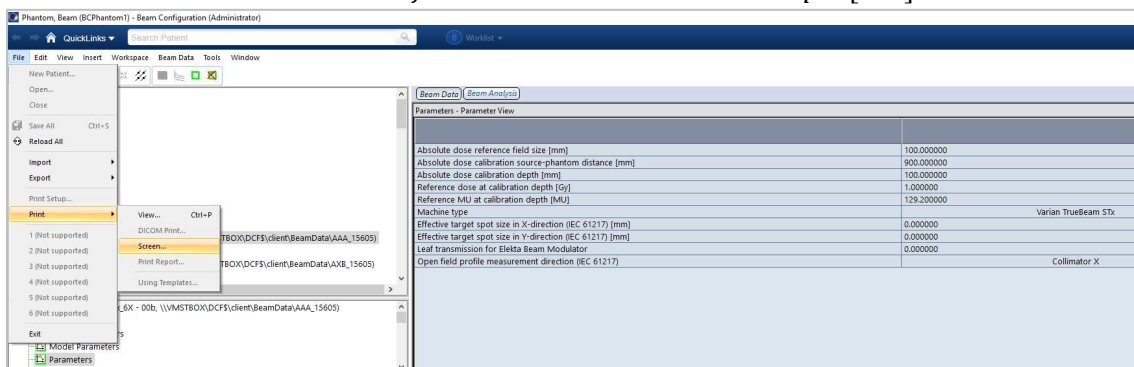 Phantom, Beam (BCPhantom1) - Beam Configuration (Administrator)
QuickLinks Search Patient 0 Worklist
File Edit View Insert Workspace Beam Data Tools Window
New Patient...
Open...
Close
Save All Ctrl+S
Reload All
Import
Export
Print Setup...
Print
1 (Not supported)
2 (Not supported)
3 (Not supported)
4 (Not supported)
5 (Not supported)
6 (Not supported)
Exit
View... Ctrl+P
DICOM Print...
Screen...
Print Report...
Using Templates...
TBOX\DCF$\client\BeamData\AAA_15605)
TBOX\DCF$\client\BeamData\AXB_15605)
_6X - 00b, \\VMSTBOX\DCF$\client\BeamData\AAA_15605)
rs
Model Parameters
Parameters
Beam Data Beam Analysis
Parameters - Parameter View
Absolute dose reference field size [mm] 100.000000
Absolute dose calibration source-phantom distance [mm] 900.000000
Absolute dose calibration depth [mm] 100.000000
Reference dose at calibration depth [Gy] 1.000000
Reference MU at calibration depth [MU] 129.200000
Machine type Varian TrueBeam STx
Effective target spot size in X-direction (IEC 61217) [mm] 0.000000
Effective target spot size in Y-direction (IEC 61217) [mm] 0.000000
Leaf transmission for Elekta Beam Modulator 0.000000
Open field profile measurement direction (IEC 61217) Collimator X